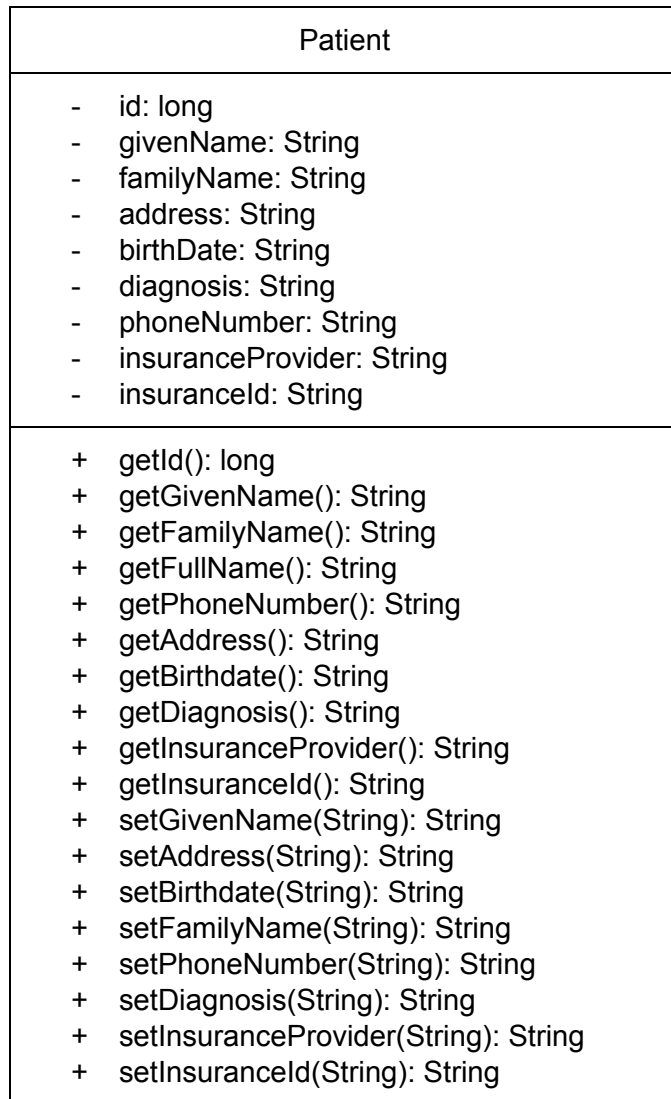 Patient
- id: long
- givenName: String
- familyName: String
- address: String
- birthDate: String
- diagnosis: String
- phoneNumber: String
- insuranceProvider: String
- insuranceId: String
+ getId(): long
+ getGivenName(): String
+ getFamilyName(): String
+ getFullName(): String
+ getPhoneNumber(): String
+ getAddress(): String
+ getBirthdate(): String
+ getDiagnosis(): String
+ getInsuranceProvider(): String
+ getInsuranceId(): String
+ setGivenName(String): String
+ setAddress(String): String
+ setBirthdate(String): String
+ setFamilyName(String): String
+ setPhoneNumber(String): String
+ setDiagnosis(String): String
+ setInsuranceProvider(String): String
+ setInsuranceId(String): String